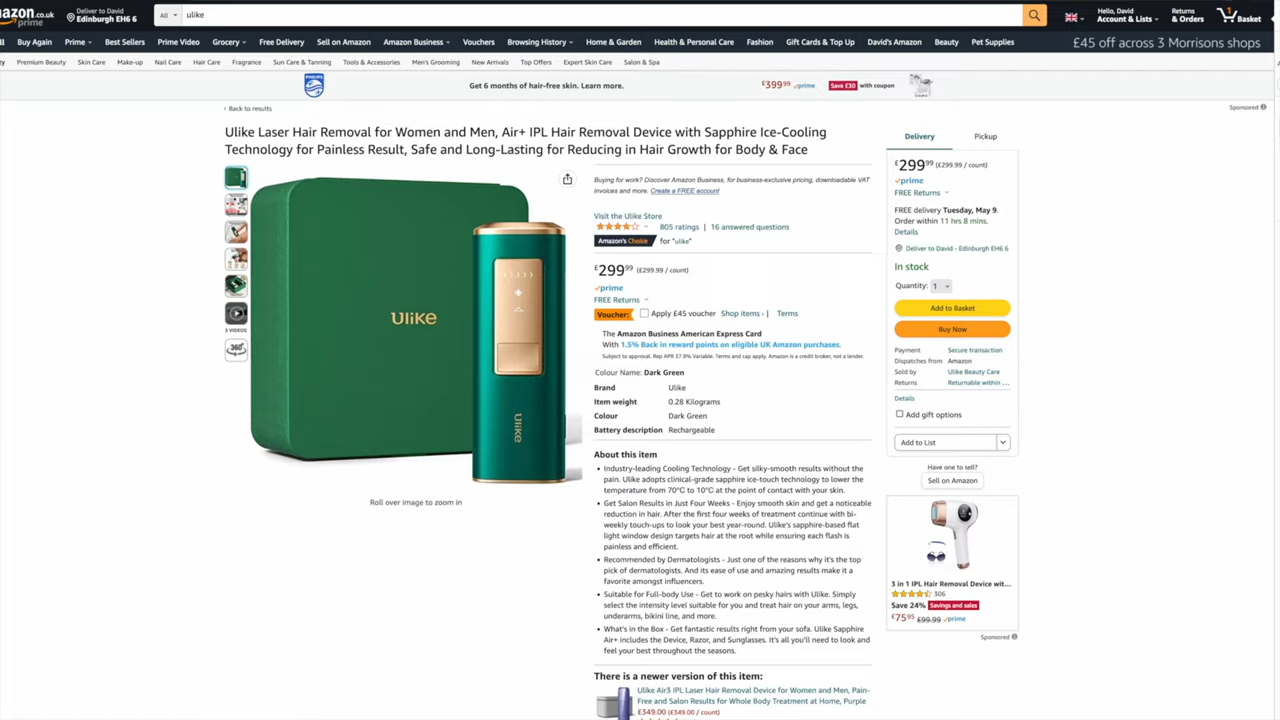 amazon.co.uk
prime
Deliver to David
Edinburgh EH6 6
All
ulike
Hello, David
Account & Lists
Returns
& Orders
1
Basket
Buy Again
Prime
Best Sellers
Prime Video
Grocery
Free Delivery
Sell on Amazon
Amazon Business
Vouchers
Browsing History
Home & Garden
Health & Personal Care
Fashion
Gift Cards & Top Up
David's Amazon
Beauty
Pet Supplies
£45 off across 3 Morrisons shops
Premium Beauty
Skin Care
Make-up
Nail Care
Hair Care
Fragrance
Sun Care & Tanning
Tools & Accessories
Men's Grooming
New Arrivals
Top Offers
Expert Skin Care
Salon & Spa
PHILIPS
Get 6 months of hair-free skin. Learn more.
£399⁹⁹ prime
Save £30 with coupon
‹ Back to results
Sponsored
Ulike Laser Hair Removal for Women and Men, Air+ IPL Hair Removal Device with Sapphire Ice-Cooling
Technology for Painless Result, Safe and Long-Lasting for Reducing in Hair Growth for Body & Face
3 VIDEOS
360°
Ulike
Ulike
Roll over image to zoom in
Buying for work? Discover Amazon Business, for business-exclusive pricing, downloadable VAT
invoices and more. Create a FREE account
Visit the Ulike Store
805 ratings | 16 answered questions
Amazon's Choice for "ulike"
£299⁹⁹ (£299.99 / count)
prime
FREE Returns
Voucher: Apply £45 voucher Shop items › | Terms
The Amazon Business American Express Card
With 1.5% Back in reward points on eligible UK Amazon purchases.
Subject to approval. Rep APR 37.9% Variable. Terms and cap apply. Amazon is a credit broker, not a lender.
Colour Name: Dark Green
Brand Ulike
Item weight 0.28 Kilograms
Colour Dark Green
Battery description Rechargeable
About this item
• Industry-leading Cooling Technology - Get silky-smooth results without the
pain. Ulike adopts clinical-grade sapphire ice-touch technology to lower the
temperature from 70°C to 10°C at the point of contact with your skin.
• Get Salon Results in Just Four Weeks - Enjoy smooth skin and get a noticeable
reduction in hair. After the first four weeks of treatment continue with bi-
weekly touch-ups to look your best year-round. Ulike's sapphire-based flat
light window design targets hair at the root while ensuring each flash is
painless and efficient.
• Recommended by Dermatologists - Just one of the reasons why it's the top
pick of dermatologists. And its ease of use and amazing results make it a
favorite amongst influencers.
• Suitable for Full-body Use - Get to work on pesky hairs with Ulike. Simply
select the intensity level suitable for you and treat hair on your arms, legs,
underarms, bikini line, and more.
• What's in the Box - Get fantastic results right from your sofa. Ulike Sapphire
Air+ includes the Device, Razor, and Sunglasses. It's all you'll need to look and
feel your best throughout the seasons.
There is a newer version of this item:
Ulike Air3 IPL Laser Hair Removal Device for Women and Men, Pain-
Free and Salon Results for Whole Body Treatment at Home, Purple
£349.00 (£349.00 / count)
Delivery
Pickup
£299⁹⁹ (£299.99 / count)
prime
FREE Returns
FREE delivery Tuesday, May 9.
Order within 11 hrs 8 mins.
Details
Deliver to David - Edinburgh EH6 6
In stock
Quantity: 1
Add to Basket
Buy Now
Payment Secure transaction
Dispatches from Amazon
Sold by Ulike Beauty Care
Returns Returnable within ...
Details
Add gift options
Add to List
Have one to sell?
Sell on Amazon
3 in 1 IPL Hair Removal Device wit...
306
Save 24% Savings and sales
£75⁹⁵ £99.99 prime
Sponsored